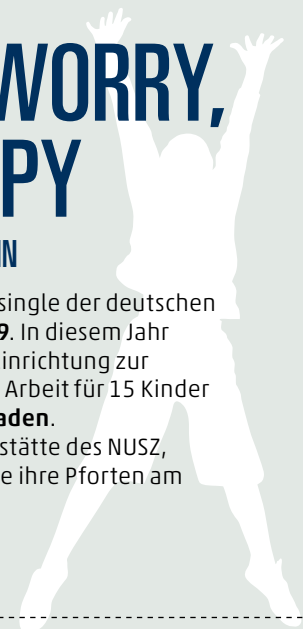 WORRY,
PY
IN
single der deutschen
9. In diesem Jahr
inrichtung zur
Arbeit für 15 Kinder
aden.
stätte des NUSZ,
e ihre Pforten am